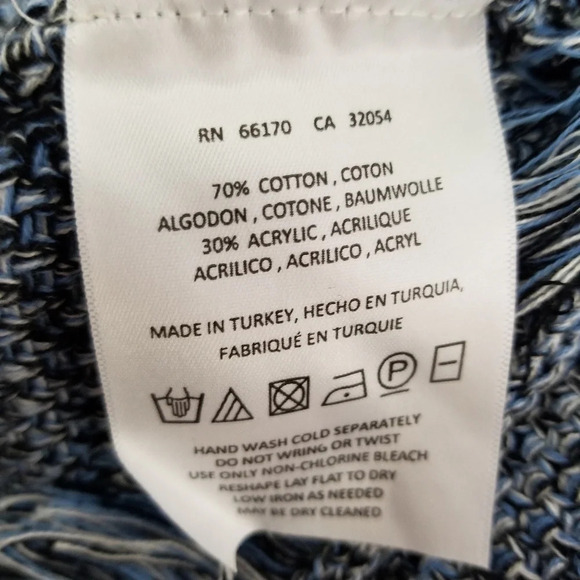 RN 66170 CA 32054
70% COTTON, COTON
ALGODON, COTONE, BAUMWOLLE
30% ACRYLIC, ACRILIQUE
ACRILICO, ACRILICO, ACRYL
MADE IN TURKEY, HECHO EN TURQUIA,
FABRIQUÉ EN TURQUIE
P
HAND WASH COLD SEPARATELY
DO NOT WRING OR TWIST
USE ONLY NON-CHLORINE BLEACH
RESHAPE LAY FLAT TO DRY
LOW IRON AS NEEDED
MAY BE DRY CLEANED